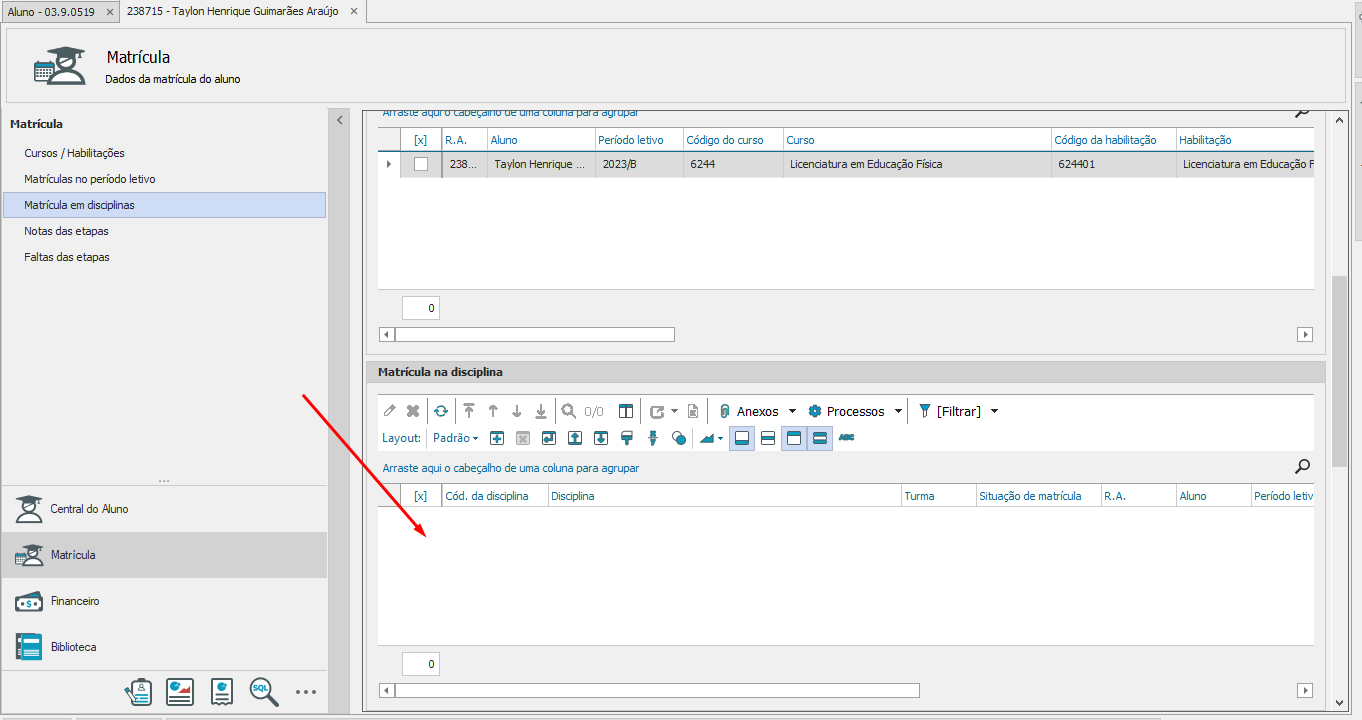 Aluno - 03.9.0519 238715 - Taylon Henrique Guimarães Araújo
Matrícula
Dados da matrícula do aluno
Matrícula
Cursos / Habilitações
Matrículas no período letivo
Matrícula em disciplinas
Notas das etapas
Faltas das etapas
Central do Aluno
Matrícula
Financeiro
Biblioteca
SQL
Arraste aqui o cabeçalho de uma coluna para agrupar
[x] R.A. Aluno Período letivo Código do curso Curso Código da habilitação Habilitação
238... Taylon Henrique ... 2023/B 6244 Licenciatura em Educação Física 624401 Licenciatura em Educação F
0
Matrícula na disciplina
0/0 Anexos Processos [Filtrar]
Layout: Padrão ABC
Arraste aqui o cabeçalho de uma coluna para agrupar
[x] Cód. da disciplina Disciplina Turma Situação de matrícula R.A. Aluno Período letiv
0